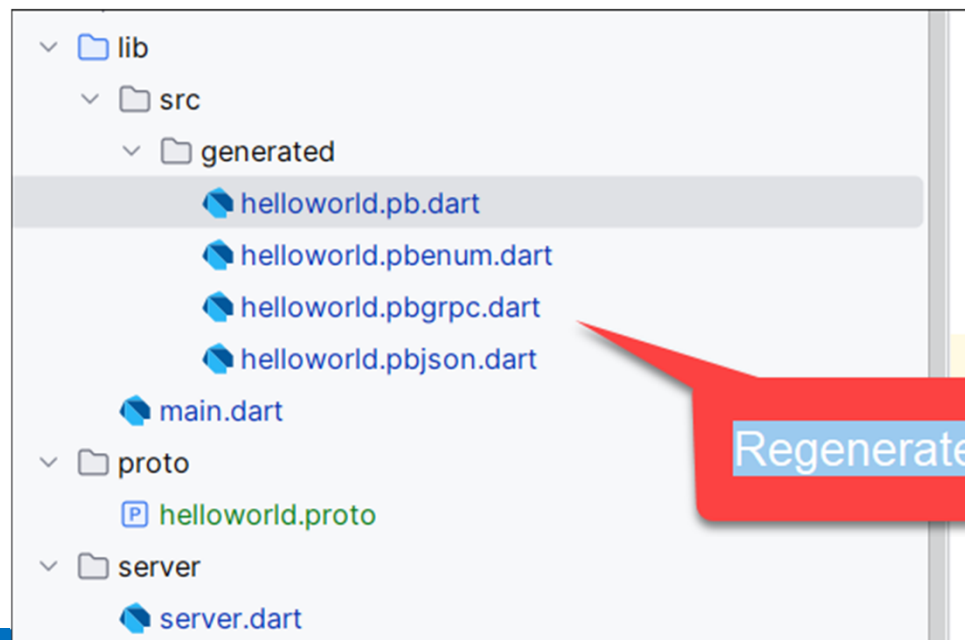 lib
src
generated
helloworld.pb.dart
helloworld.pbenum.dart
helloworld.pbgrpc.dart
helloworld.pbjson.dart
main.dart
Regenerate
proto
P helloworld.proto
server
server.dart